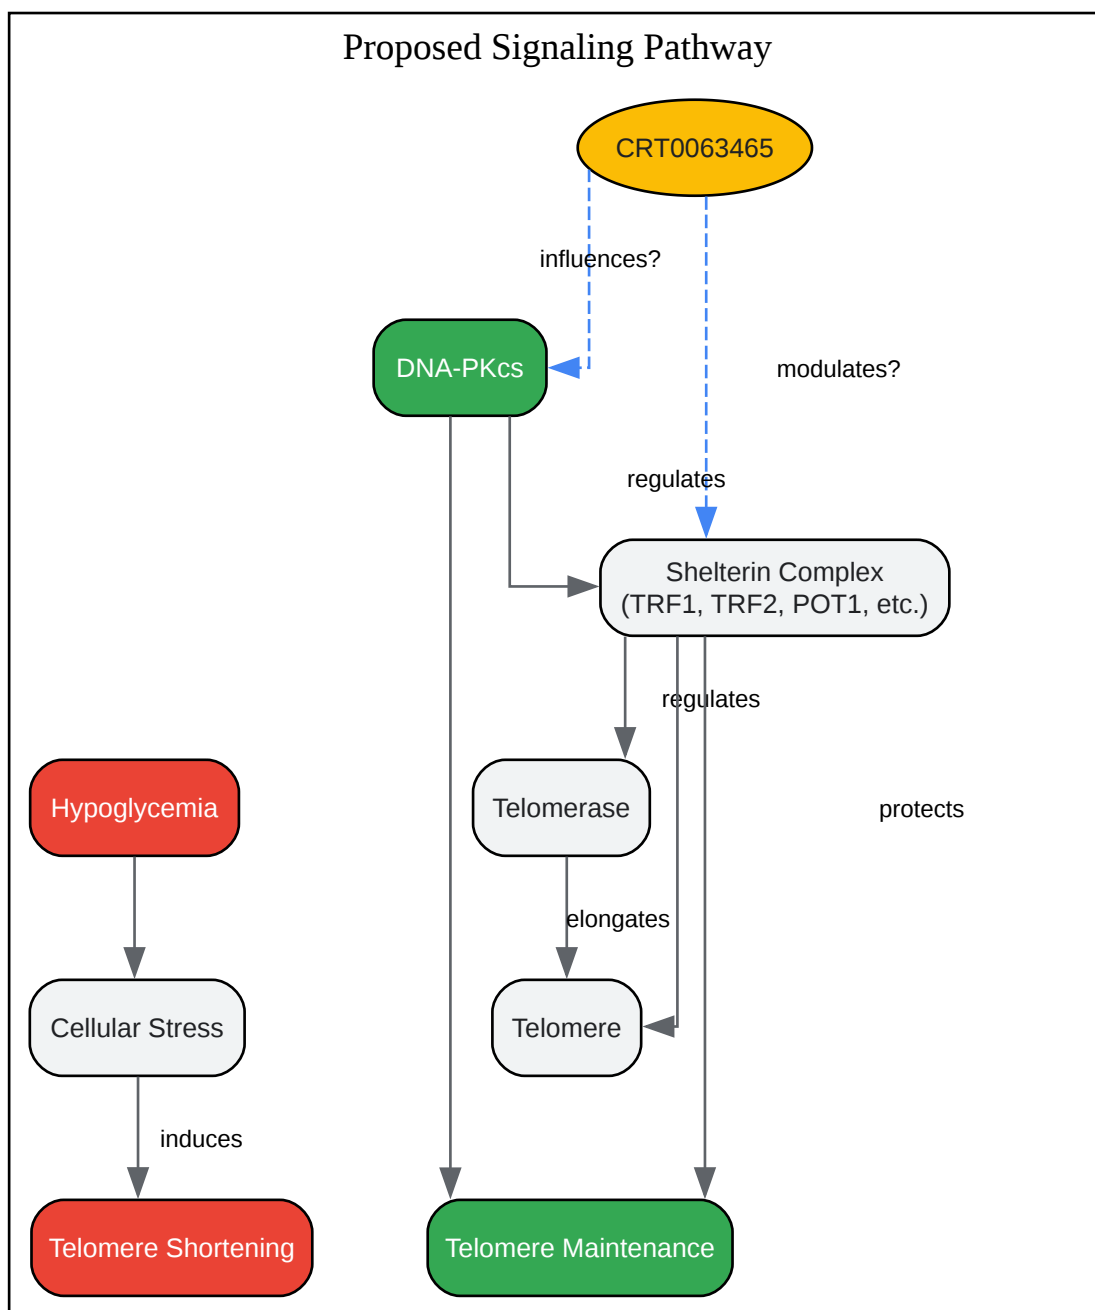 Proposed Signaling Pathway
CRT0063465
influences?
DNA-PKcs
modulates?
regulates
Shelterin Complex
(TRF1, TRF2, POT1, etc.)
regulates
Hypoglycemia
Telomerase
protects
elongates
Cellular Stress
Telomere
induces
Telomere Shortening
Telomere Maintenance